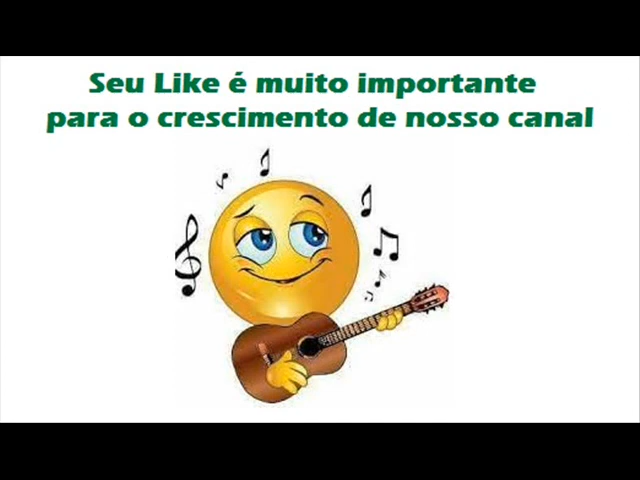 Seu Like é muito importante
para o crescimento de nosso canal